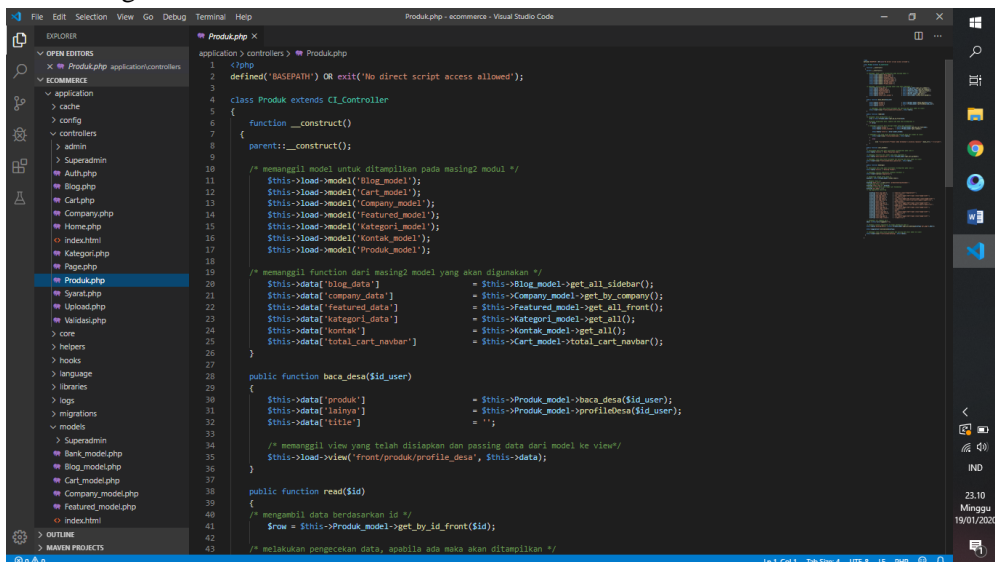 File Edit Selection View Go Debug Terminal Help
Produk.php - ecommerce - Visual Studio Code
EXPLORER
OPEN EDITORS
Produk.php application\controllers
ECOMMERCE
application
cache
config
controllers
admin
Superadmin
Auth.php
Blog.php
Cart.php
Company.php
Home.php
index.html
Kategori.php
Page.php
Produk.php
Syarat.php
Upload.php
Validasi.php
core
helpers
hooks
language
libraries
logs
migrations
models
Superadmin
Bank_model.php
Blog_model.php
Cart_model.php
Company_model.php
Featured_model.php
index.html
OUTLINE
MAVEN PROJECTS
Produk.php
application > controllers > Produk.php
1 <?php
2 defined('BASEPATH') OR exit('No direct script access allowed');
3
4 class Produk extends CI_Controller
5 {
6 function __construct()
7 {
8 parent::__construct();
9
10 /* memanggil model untuk ditampilkan pada masing2 modul */
11 $this->load->model('Blog_model');
12 $this->load->model('Cart_model');
13 $this->load->model('Company_model');
14 $this->load->model('Featured_model');
15 $this->load->model('Kategori_model');
16 $this->load->model('Kontak_model');
17 $this->load->model('Produk_model');
18
19 /* memanggil function dari masing2 model yang akan digunakan */
20 $this->data['blog_data'] = $this->Blog_model->get_all_sidebar();
21 $this->data['company_data'] = $this->Company_model->get_by_company();
22 $this->data['featured_data'] = $this->Featured_model->get_all_front();
23 $this->data['kategori_data'] = $this->Kategori_model->get_all();
24 $this->data['kontak'] = $this->Kontak_model->get_all();
25 $this->data['total_cart_navbar'] = $this->Cart_model->total_cart_navbar();
26 }
27
28 public function baca_desa($id_user)
29 {
30 $this->data['produk'] = $this->Produk_model->baca_desa($id_user);
31 $this->data['lainya'] = $this->Produk_model->profileDesa($id_user);
32 $this->data['title'] = '';
33
34 /* memanggil view yang telah disiapkan dan passing data dari model ke view*/
35 $this->load->view('front/produk/profile_desa', $this->data);
36 }
37
38 public function read($id)
39 {
40 /* mengambil data berdasarkan id */
41 $row = $this->Produk_model->get_by_id_front($id);
42
43 /* melakukan pengecekan data, apabila ada maka akan ditampilkan */
IND
23.10
Minggu
19/01/2020